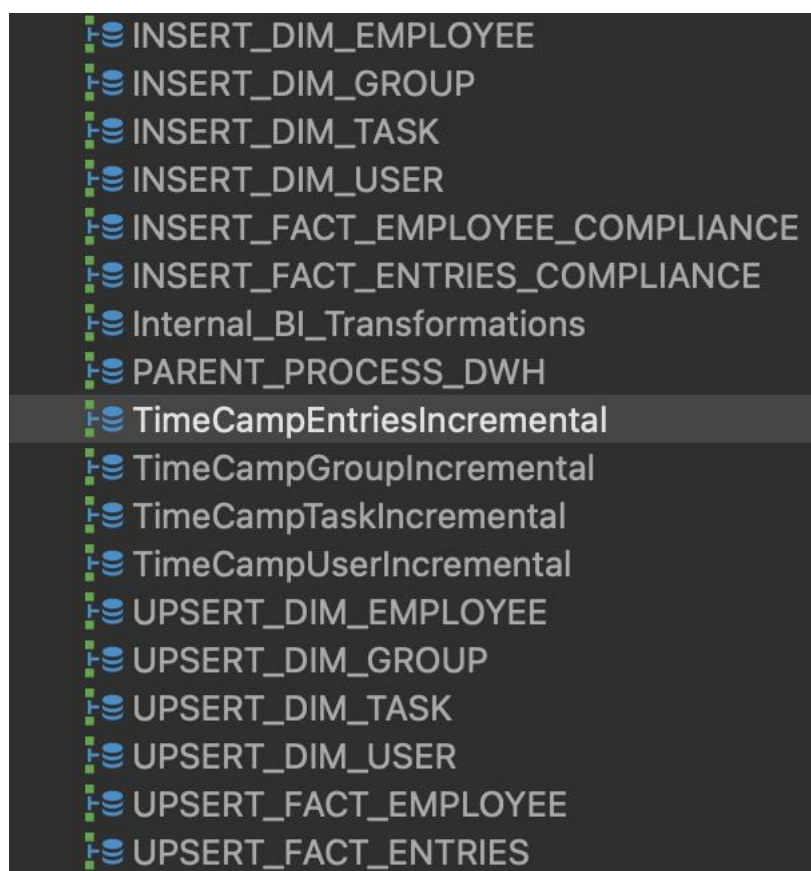 INSERT_DIM_EMPLOYEE
INSERT_DIM_GROUP
INSERT_DIM_TASK
INSERT_DIM_USER
INSERT_FACT_EMPLOYEE_COMPLIANCE
INSERT_FACT_ENTRIES_COMPLIANCE
Internal_BI_Transformations
PARENT_PROCESS_DWH
TimeCampEntriesIncremental
TimeCampGroupIncremental
TimeCampTaskIncremental
TimeCampUserIncremental
UPSERT_DIM_EMPLOYEE
UPSERT_DIM_GROUP
UPSERT_DIM_TASK
UPSERT_DIM_USER
UPSERT_FACT_EMPLOYEE
UPSERT_FACT_ENTRIES